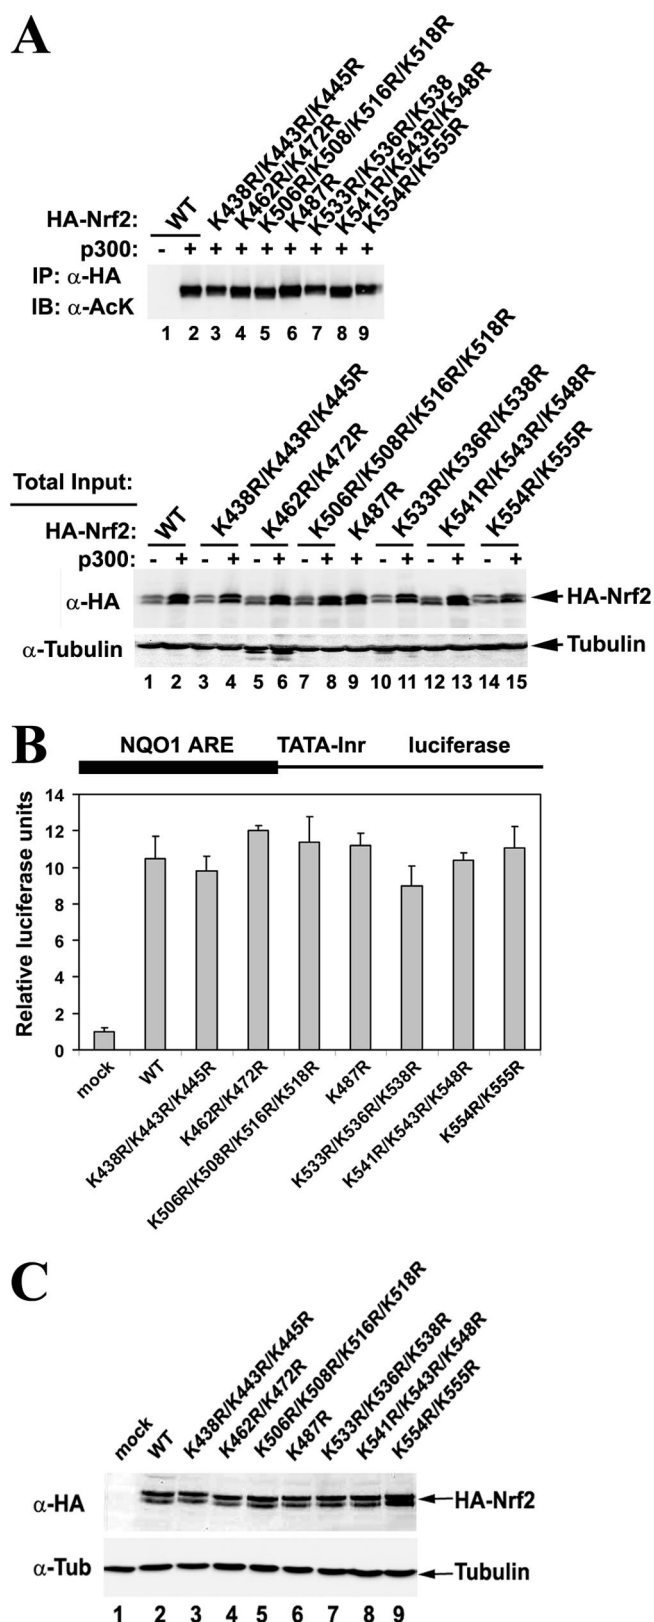 A
HA-Nrf2:
WT
K438R/K443R/K445R
K462R/K472R
K506R/K508/K516R/K518R
K487R
K533R/K536R/K538
K541R/K543R/K548R
K554R/K555R
p300: - + + + + + + + +
IP: α-HA
IB: α-AcK
1 2 3 4 5 6 7 8 9
Total Input:
HA-Nrf2:
WT
K438R/K443R/K445R
K462R/K472R
K506R/K508R/K516R/K518R
K487R
K533R/K536R/K538R
K541R/K543R/K548R
K554R/K555R
p300: - + - + - + - + + - + - + - +
α-HA
HA-Nrf2
α-Tubulin
Tubulin
1 2 3 4 5 6 7 8 9 10 11 12 13 14 15
B
NQO1 ARE TATA-Inr luciferase
Relative luciferase units
14
12
10
8
6
4
2
0
mock
WT
K438R/K443R/K445R
K462R/K472R
K506R/K508R/K516R/K518R
K487R
K533R/K536R/K538R
K541R/K543R/K548R
K554R/K555R
C
mock
WT
K438R/K443R/K445R
K462R/K472R
K506R/K508R/K516R/K518R
K487R
K533R/K536R/K538R
K541R/K543R/K548R
K554R/K555R
α-HA
HA-Nrf2
α-Tub
Tubulin
1 2 3 4 5 6 7 8 9